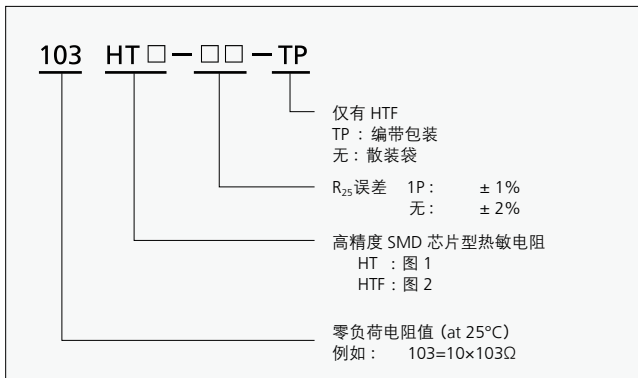 103 HT □ － □□ － TP
仅有 HTF
TP ： 编带包装
无 ： 散装袋
R₂₅误差 1P ： ± 1%
无 ： ± 2%
高精度 SMD 芯片型热敏电阻
HT ：图 1
HTF ：图 2
零负荷电阻值 (at 25°C)
例如 ： 103=10×103Ω